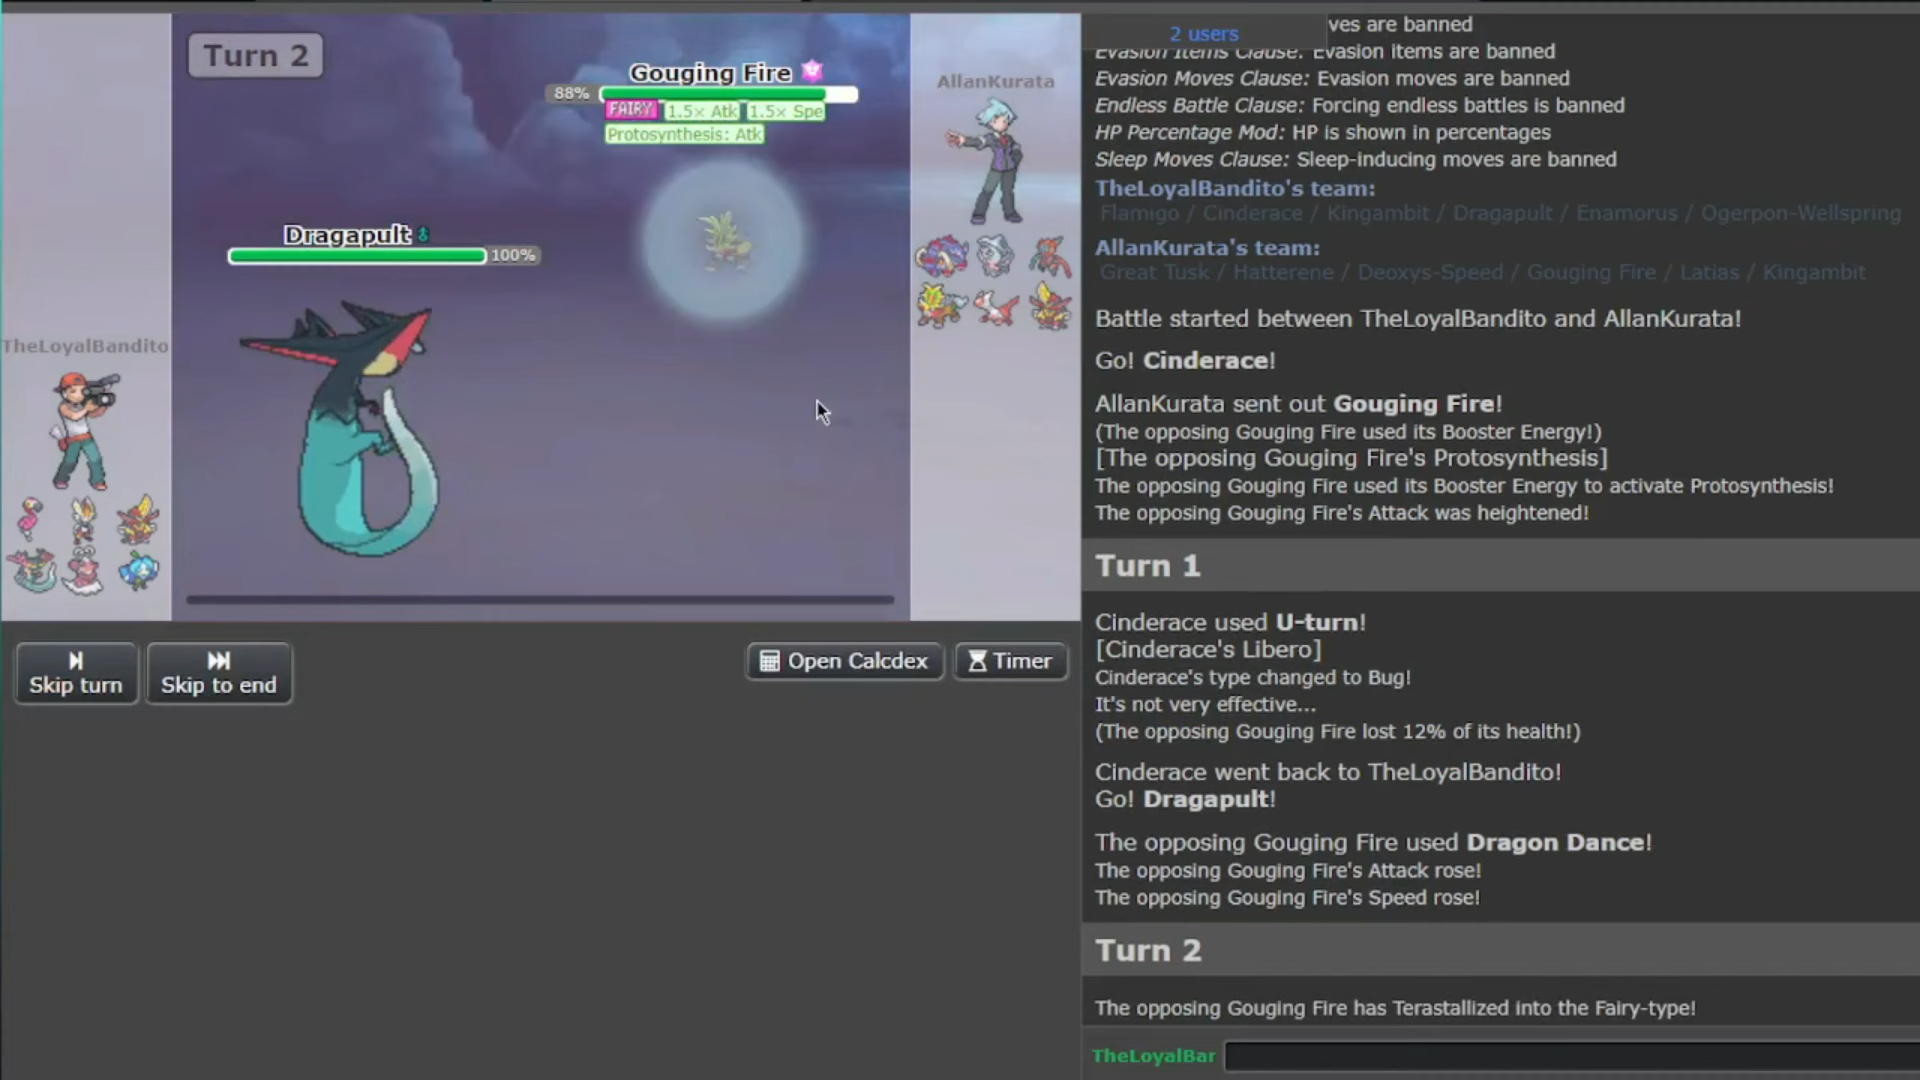 Turn 2
Gouging Fire
88%
FAIRY 1.5× Atk 1.5× Spe
Protosynthesis: Atk
Dragapult
100%
AllanKurata
TheLoyalBandito
Skip turn
Skip to end
Open Calcdex
Timer
2 users
ves are banned
Evasion Items Clause: Evasion items are banned
Evasion Moves Clause: Evasion moves are banned
Endless Battle Clause: Forcing endless battles is banned
HP Percentage Mod: HP is shown in percentages
Sleep Moves Clause: Sleep-inducing moves are banned
TheLoyalBandito's team:
Flamigo / Cinderace / Kingambit / Dragapult / Enamorus / Ogerpon-Wellspring
AllanKurata's team:
Great Tusk / Hatterene / Deoxys-Speed / Gouging Fire / Latias / Kingambit
Battle started between TheLoyalBandito and AllanKurata!
Go! Cinderace!
AllanKurata sent out Gouging Fire!
(The opposing Gouging Fire used its Booster Energy!)
[The opposing Gouging Fire's Protosynthesis]
The opposing Gouging Fire used its Booster Energy to activate Protosynthesis!
The opposing Gouging Fire's Attack was heightened!
Turn 1
Cinderace used U-turn!
[Cinderace's Libero]
Cinderace's type changed to Bug!
It's not very effective...
(The opposing Gouging Fire lost 12% of its health!)
Cinderace went back to TheLoyalBandito!
Go! Dragapult!
The opposing Gouging Fire used Dragon Dance!
The opposing Gouging Fire's Attack rose!
The opposing Gouging Fire's Speed rose!
Turn 2
The opposing Gouging Fire has Terastallized into the Fairy-type!
TheLoyalBar